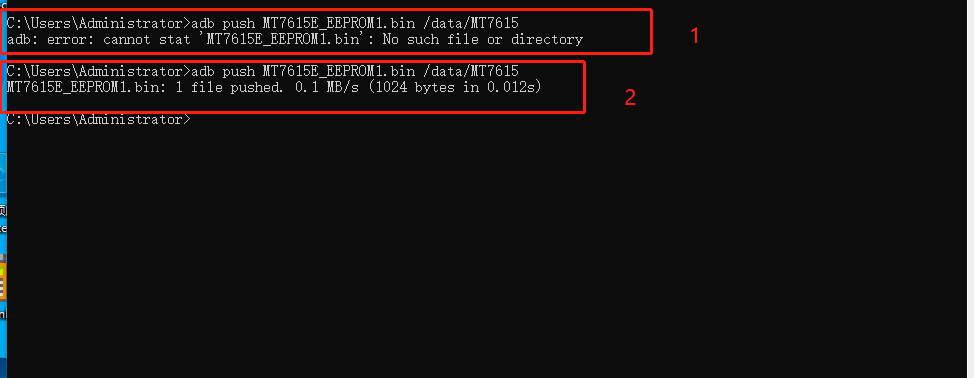 C:\Users\Administrator>adb push MT7615E_EEPROM1.bin /data/MT7615
adb: error: cannot stat 'MT7615E_EEPROM1.bin': No such file or directory
1
C:\Users\Administrator>adb push MT7615E_EEPROM1.bin /data/MT7615
MT7615E_EEPROM1.bin: 1 file pushed. 0.1 MB/s (1024 bytes in 0.012s)
2
C:\Users\Administrator>